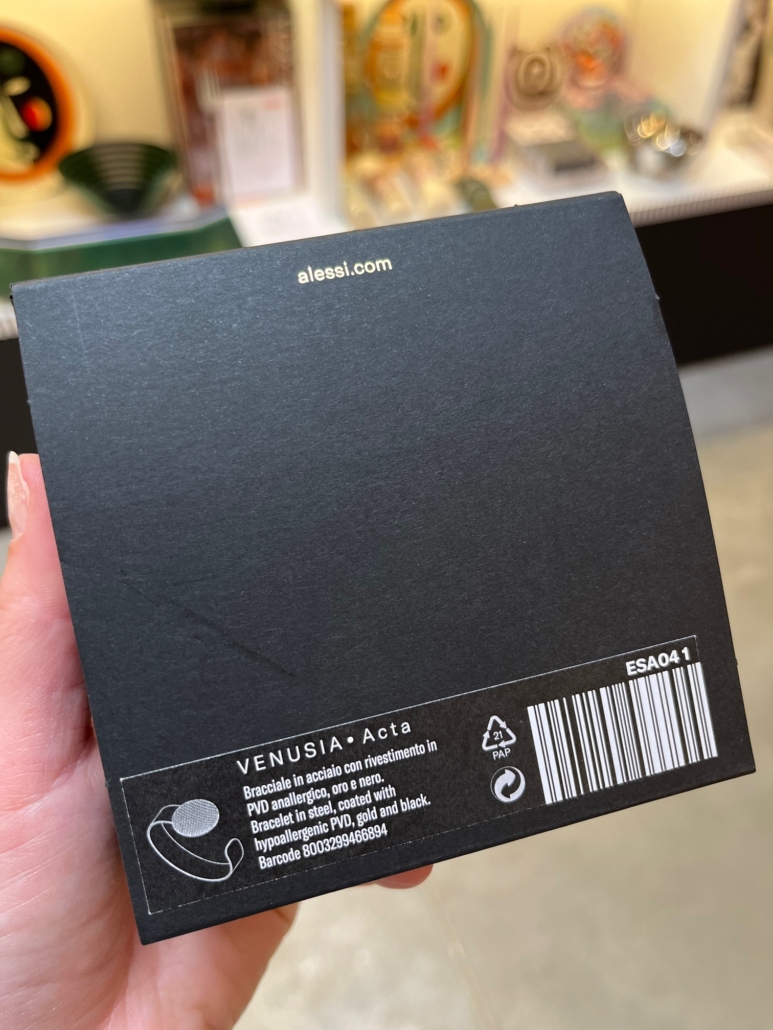 alessi.com
ESA04 1
VENUSIA • Acta
Bracciale in acciaio con rivestimento in
PVD anallergico, oro e nero.
Bracelet in steel, coated with
hypoallergenic PVD, gold and black.
Barcode 8003299466894
21
PAP